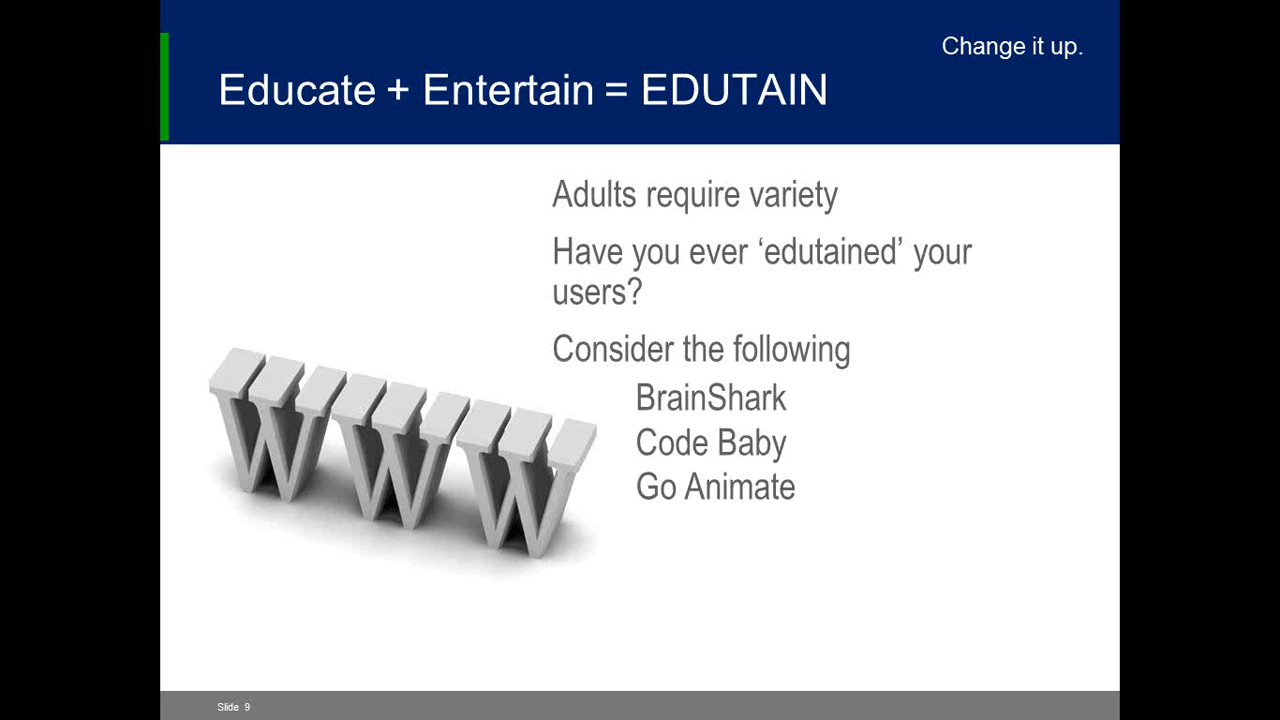 Change it up.
Educate + Entertain = EDUTAIN
Adults require variety
Have you ever ‘edutained’ your
users?
Consider the following
BrainShark
Code Baby
Go Animate
WWW
Slide 9